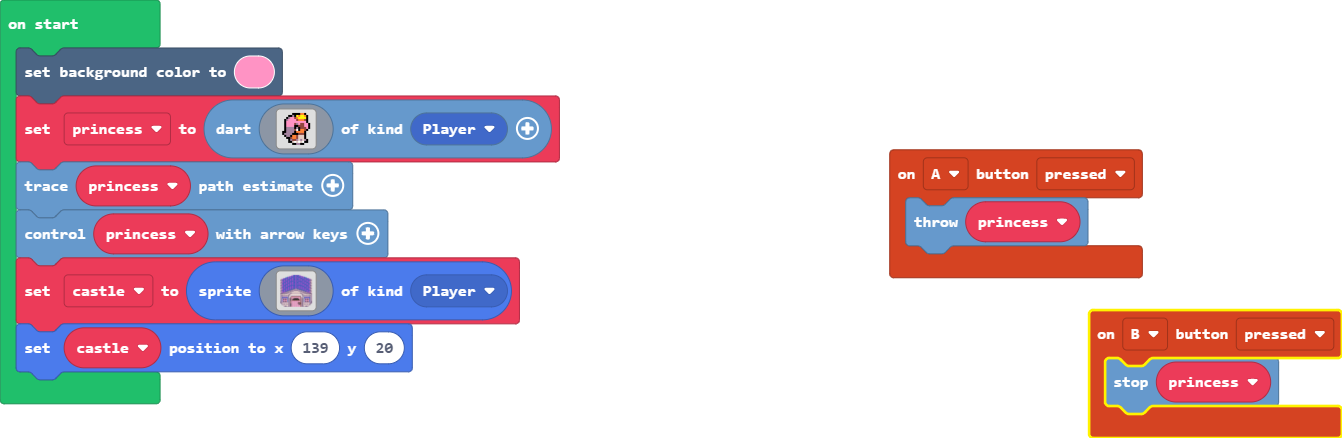 on start
set background color to
set princess to dart of kind Player
trace princess path estimate
control princess with arrow keys
set castle to sprite of kind Player
set castle position to x 139 y 20
on A button pressed
throw princess
on B button pressed
stop princess